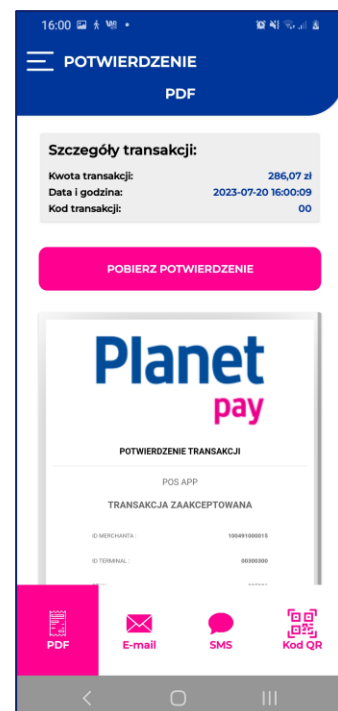 16:00
POTWIERDZENIE
PDF
Szczegóły transakcji:
Kwota transakcji: 286,07 zł
Data i godzina: 2023-07-20 16:00:09
Kod transakcji: 00
POBIERZ POTWIERDZENIE
Planet
pay
POTWIERDZENIE TRANSAKCJI
POS APP
TRANSAKCJA ZAAKCEPTOWANA
ID MERCHANTA : 100491000015
ID TERMINAL : 00300300
PDF E-mail SMS Kod QR